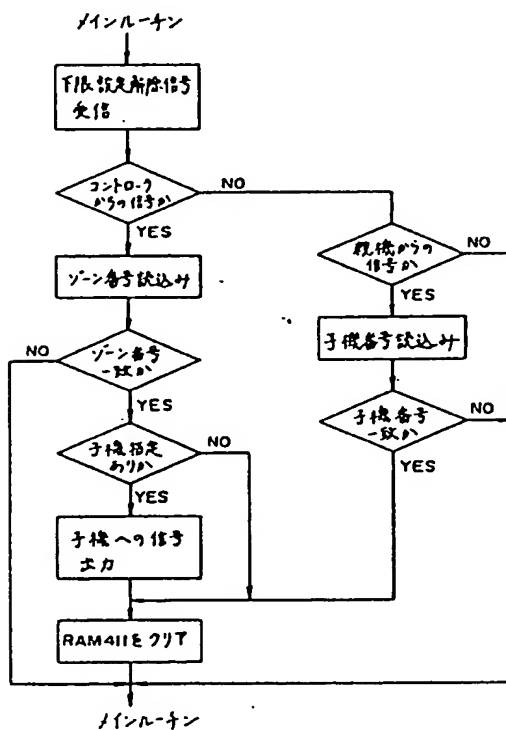 メインルーチン
下限設定解除信号
受信
コントローラ
からの信号か
NO
YES
親機からの
信号か
NO
YES
ゾーン番号読込み
子機番号読込み
NO
ゾーン番号
一致か
YES
子機番号
一致か
NO
YES
子機指定
ありか
NO
YES
子機への信号
出力
RAM411をクリア
メインルーチン